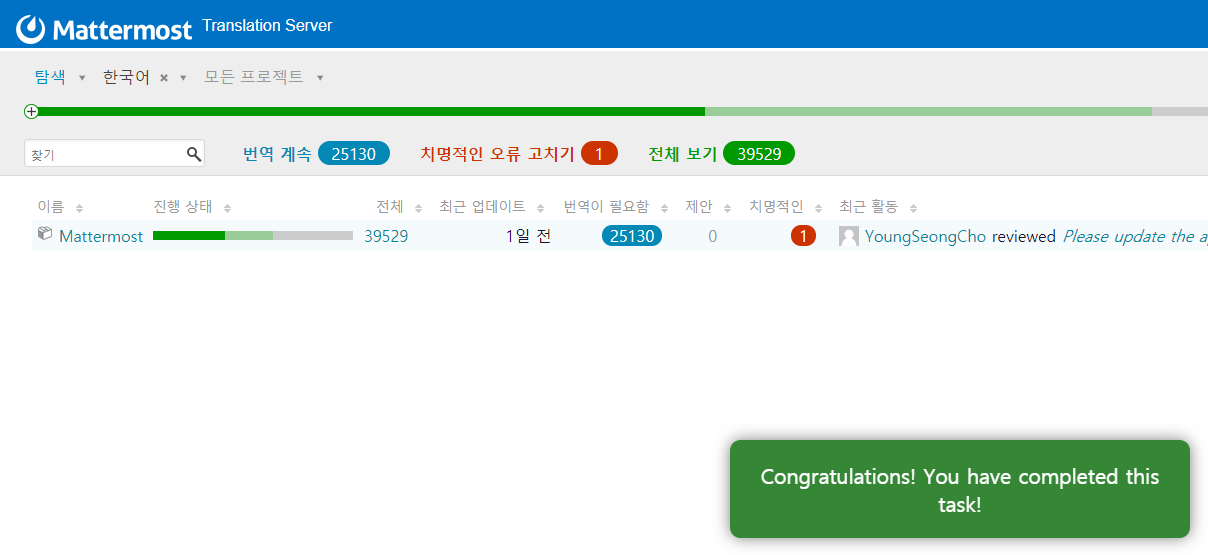 Mattermost Translation Server
탐색 한국어 모든 프로젝트
찾기 번역 계속 25130 치명적인 오류 고치기 1 전체 보기 39529
이름 진행 상태 전체 최근 업데이트 번역이 필요함 제안 치명적인 최근 활동
Mattermost 39529 1일 전 25130 0 1 YoungSeongCho reviewed Please update the
Congratulations! You have completed this
task!